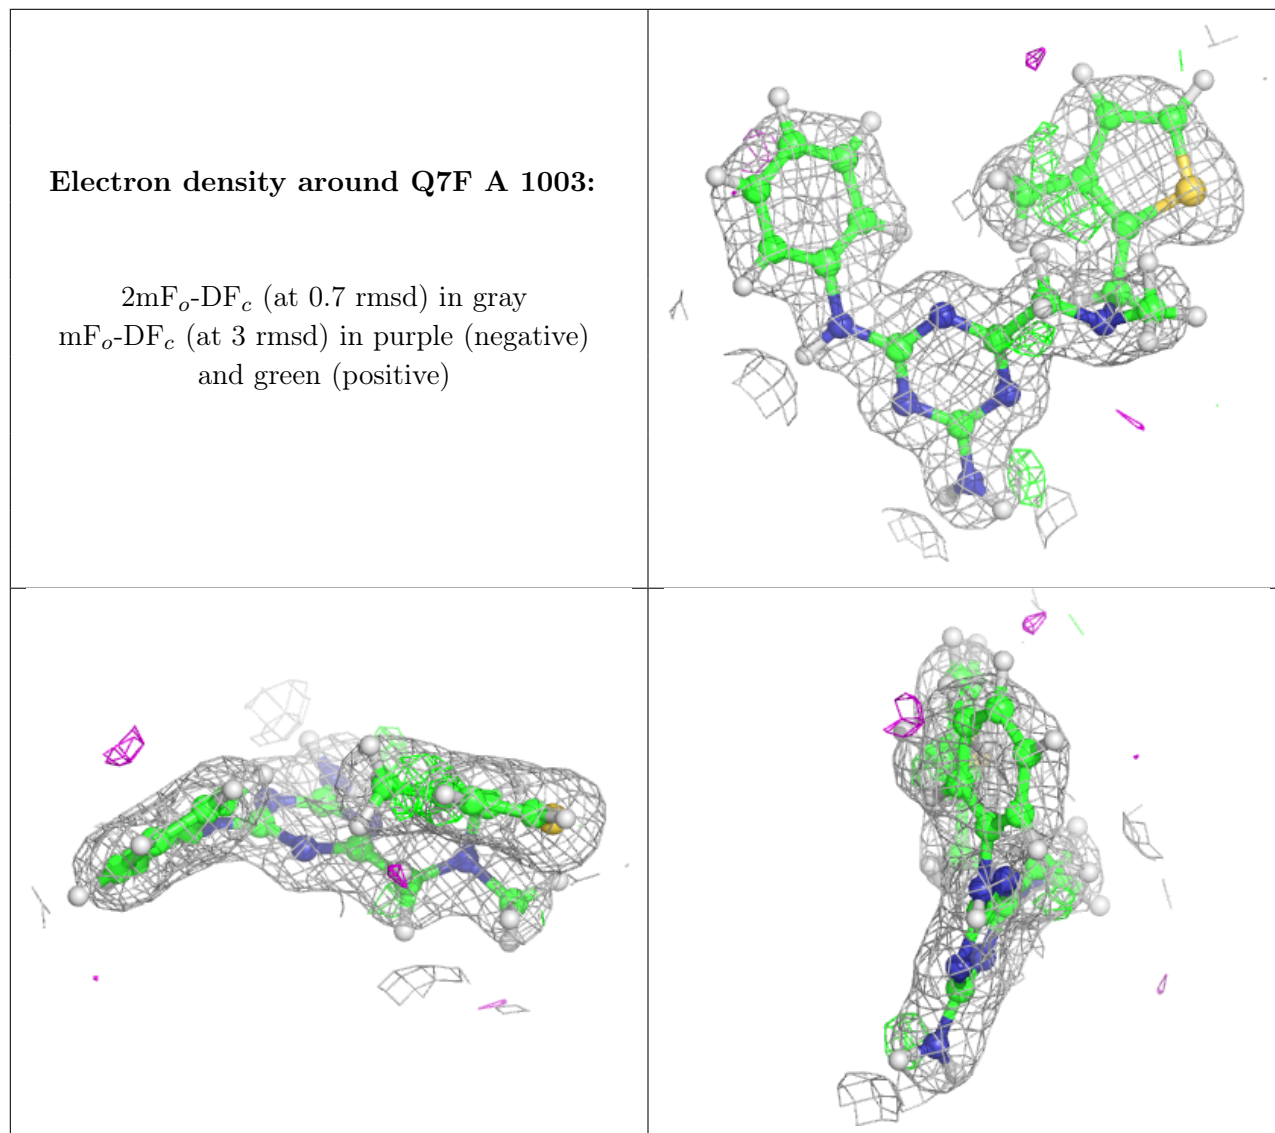 Electron density around Q7F A 1003:
2mFo-DFc (at 0.7 rmsd) in gray
mFo-DFc (at 3 rmsd) in purple (negative)
and green (positive)